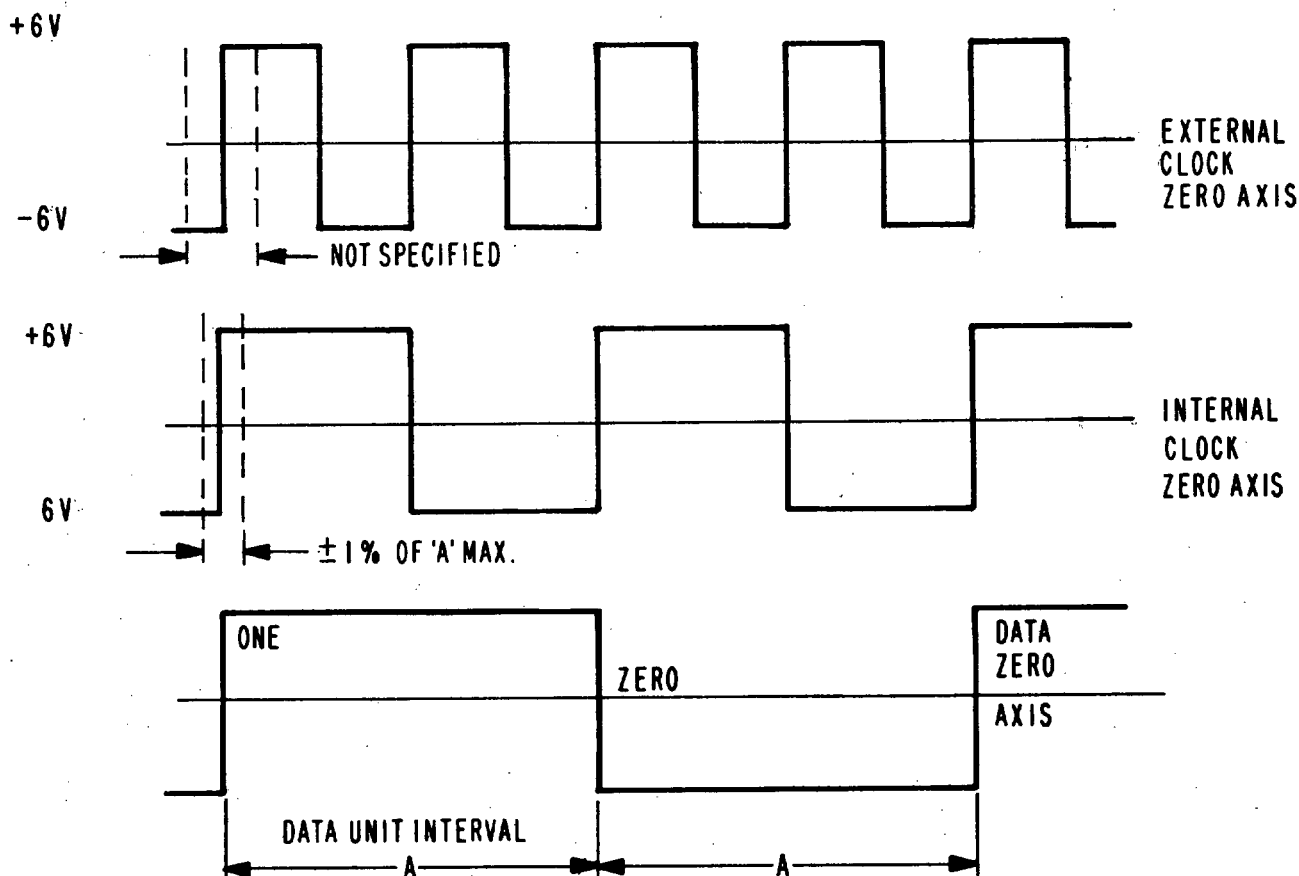 +6V
EXTERNAL
CLOCK
ZERO AXIS
-6V
NOT SPECIFIED
+6V
INTERNAL
CLOCK
ZERO AXIS
6V
±1% OF 'A' MAX.
ONE
ZERO
DATA
ZERO
AXIS
DATA UNIT INTERVAL
A
A